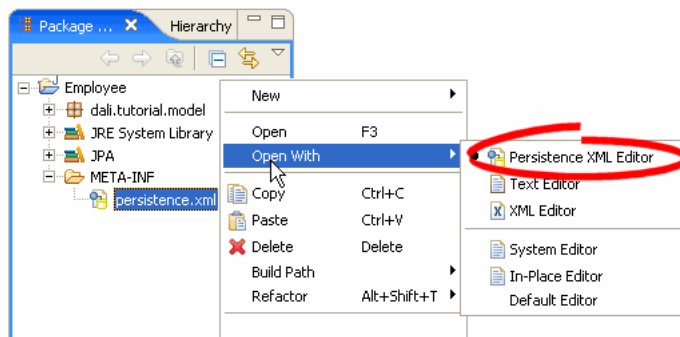 Package ... Hierarchy
Employee
dali.tutorial.model
JRE System Library
JPA
META-INF
persistence.xml
New
Open F3
Open With
Copy Ctrl+C
Paste Ctrl+V
Delete Delete
Build Path
Refactor Alt+Shift+T
Persistence XML Editor
Text Editor
XML Editor
System Editor
In-Place Editor
Default Editor